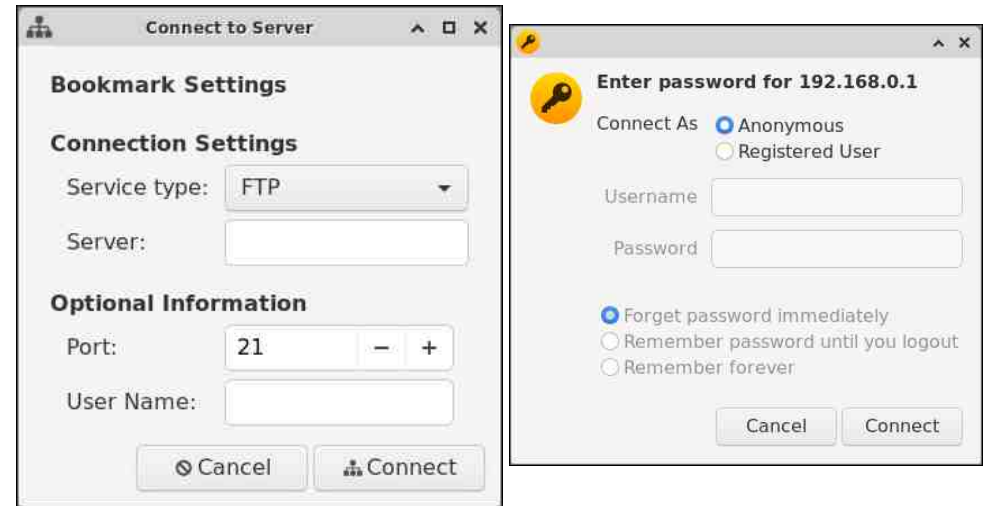 Connect to Server
Bookmark Settings
Connection Settings
Service type: FTP
Server:
Optional Information
Port: 21 − +
User Name:
Cancel Connect
Enter password for 192.168.0.1
Connect As Anonymous
Registered User
Username
Password
Forget password immediately
Remember password until you logout
Remember forever
Cancel Connect